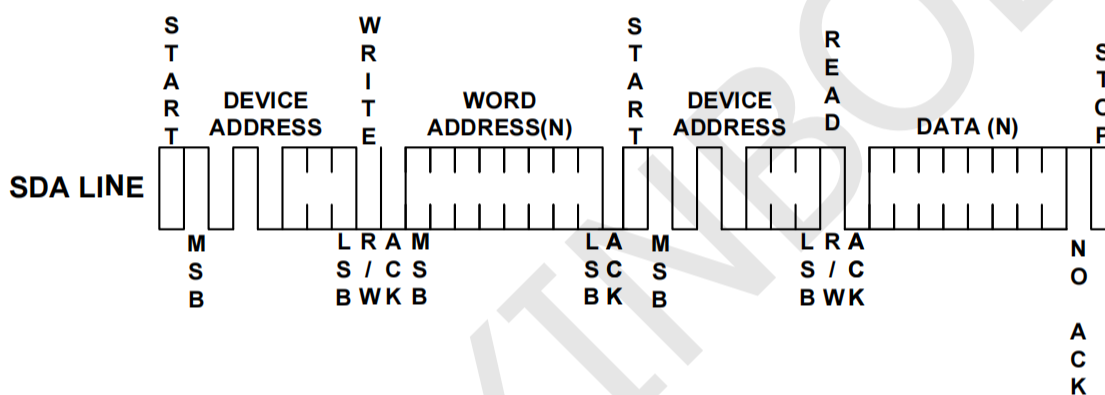 START
WRITE
START
READ
STOP
DEVICE
ADDRESS
WORD
ADDRESS(N)
DEVICE
ADDRESS
DATA (N)
SDA LINE
MSB
LSB
R/W
ACK
MSB
LSB
ACK
MSB
LSB
R/W
ACK
NO ACK